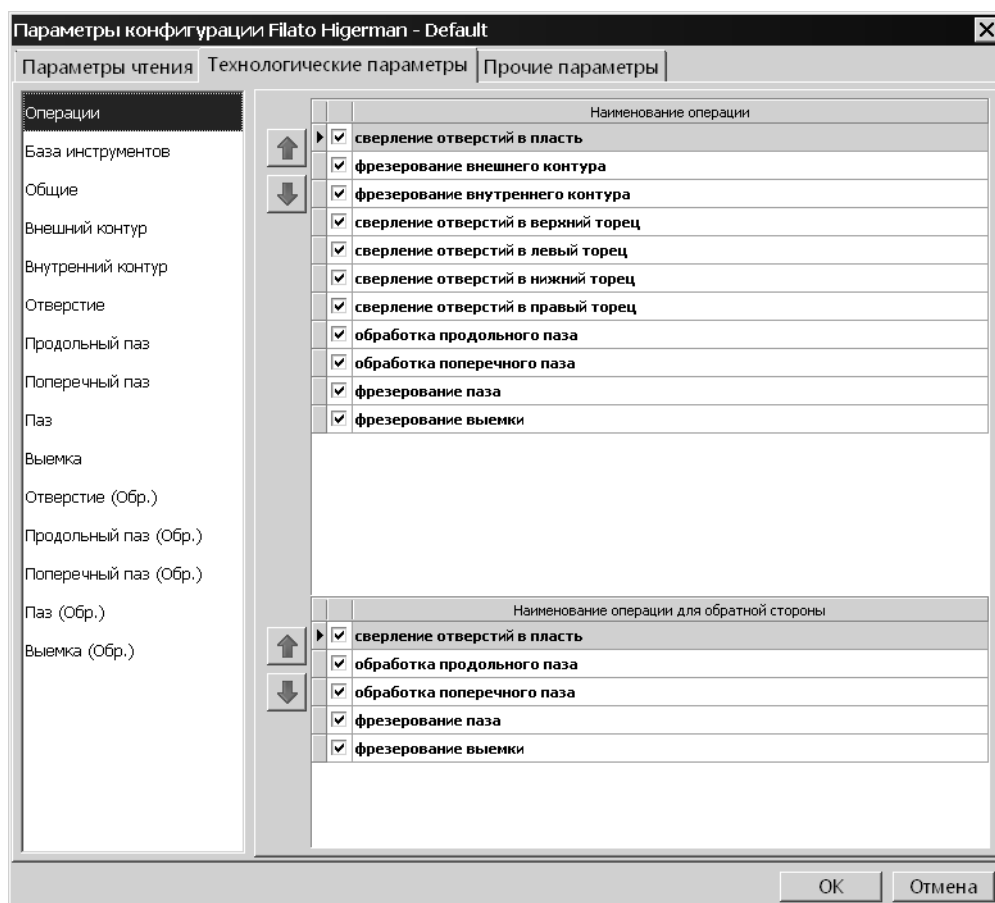 Параметры конфигурации Filato Higerman - Default
Параметры чтения Технологические параметры Прочие параметры
Операции
База инструментов
Общие
Внешний контур
Внутренний контур
Отверстие
Продольный паз
Поперечный паз
Паз
Выемка
Отверстие (Обр.)
Продольный паз (Обр.)
Поперечный паз (Обр.)
Паз (Обр.)
Выемка (Обр.)
Наименование операции
сверление отверстий в пласть
фрезерование внешнего контура
фрезерование внутреннего контура
сверление отверстий в верхний торец
сверление отверстий в левый торец
сверление отверстий в нижний торец
сверление отверстий в правый торец
обработка продольного паза
обработка поперечного паза
фрезерование паза
фрезерование выемки
Наименование операции для обратной стороны
сверление отверстий в пласть
обработка продольного паза
обработка поперечного паза
фрезерование паза
фрезерование выемки
OK Отмена